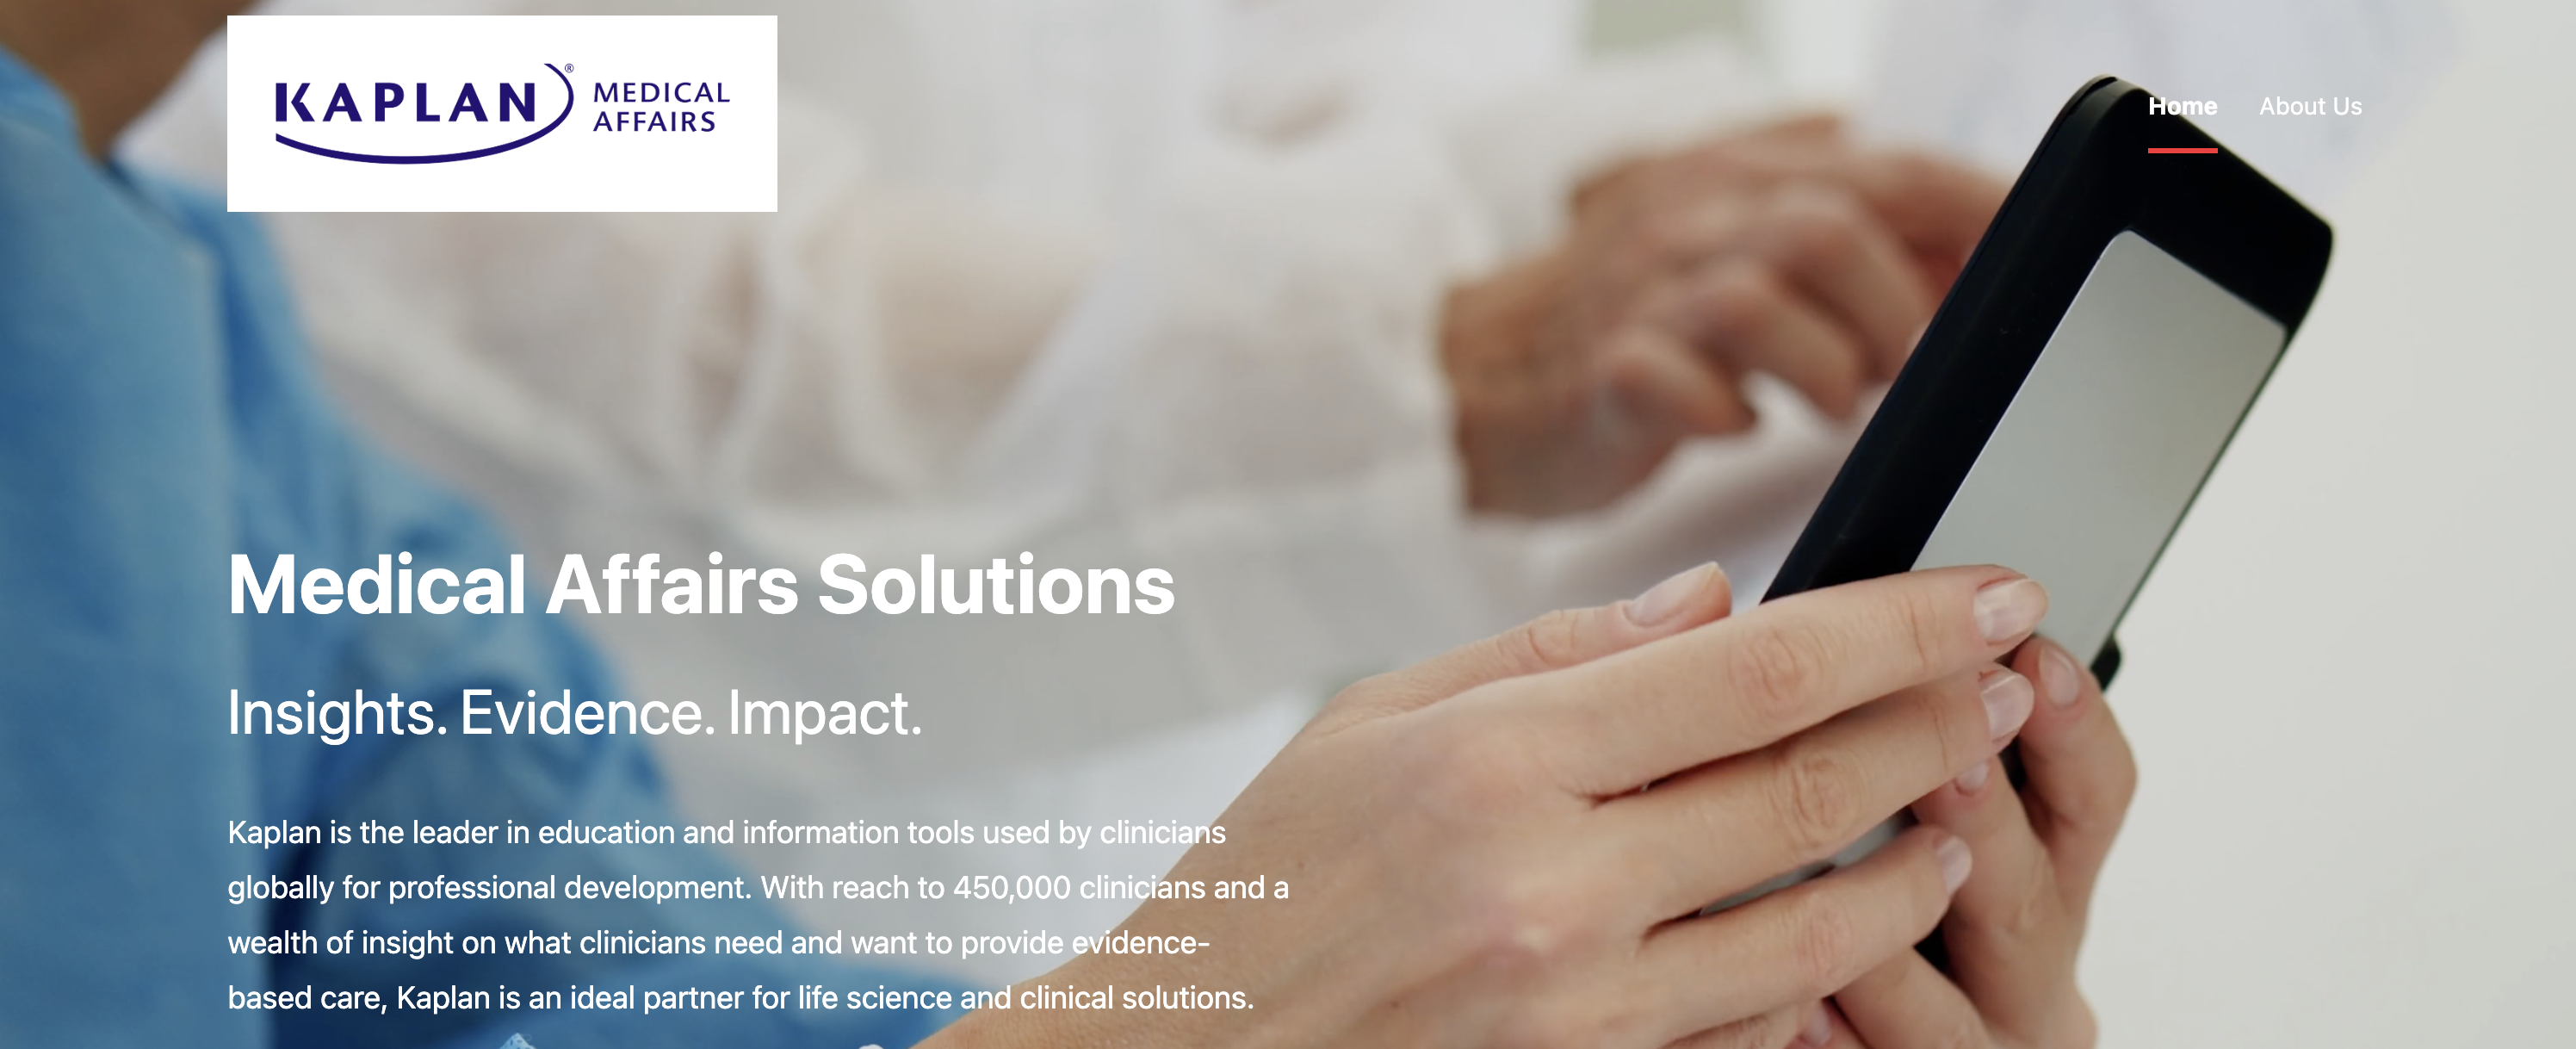 KAPLAN®
MEDICAL
AFFAIRS
Home
About Us
Medical Affairs Solutions
Insights. Evidence. Impact.
Kaplan is the leader in education and information tools used by clinicians
globally for professional development. With reach to 450,000 clinicians and a
wealth of insight on what clinicians need and want to provide evidence-
based care, Kaplan is an ideal partner for life science and clinical solutions.